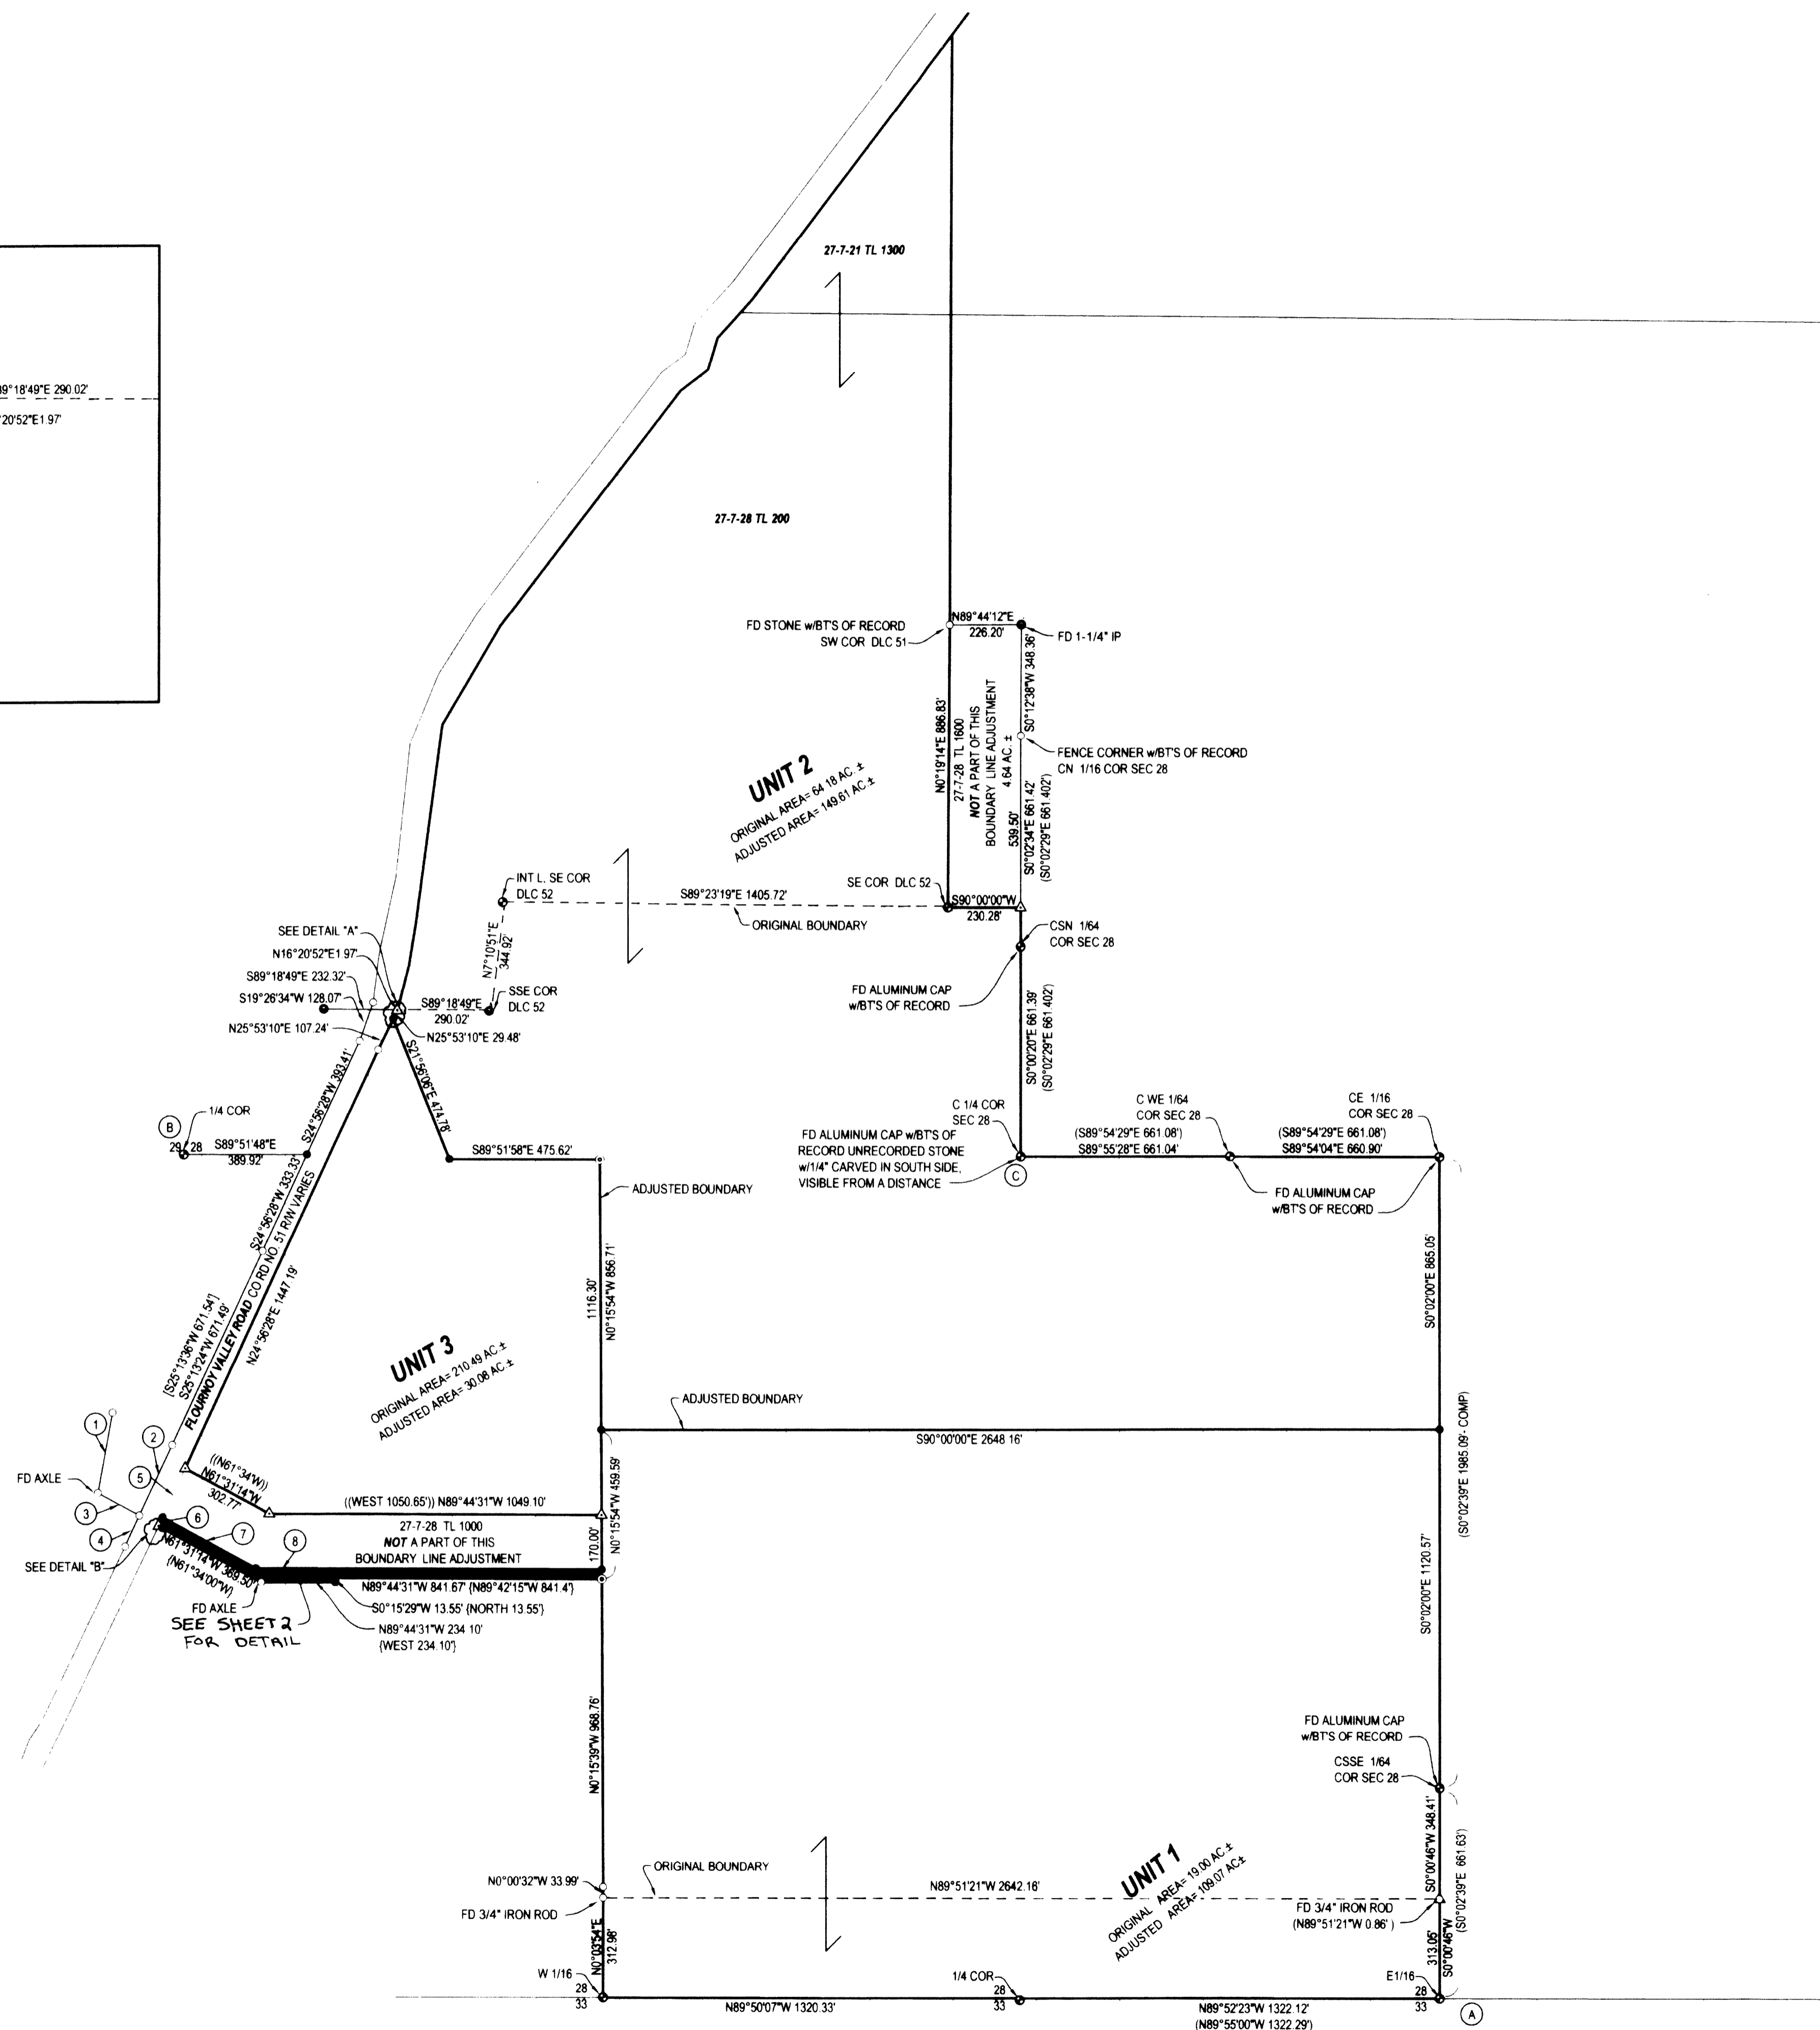 27-7-21 TL 1300
9°18'49"E 290.02'
20'52"E1.97'
27-7-28 TL 200
FD STONE w/BT'S OF RECORD
SW COR DLC 51
N89°44'12"E
226.20'
FD 1-1/4" IP
S0°12'38"W 348.36'
N0°19'14"E 886.83'
27-7-28 TL 1600
NOT A PART OF THIS
BOUNDARY LINE ADJUSTMENT
4.64 AC. ±
FENCE CORNER w/BT'S OF RECORD
CN 1/16 COR SEC 28
539.50'
S0°02'34"E 661.42'
(S0°02'29"E 661.402')
UNIT 2
ORIGINAL AREA= 64.18 AC. ±
ADJUSTED AREA= 149.61 AC.±
INT L. SE COR
DLC 52
S89°23'19"E 1405.72'
ORIGINAL BOUNDARY
SE COR DLC 52
S90°00'00"W
230.28'
CSN 1/64
COR SEC 28
FD ALUMINUM CAP
w/BT'S OF RECORD
S0°00'20"E 661.39'
(S0°02'29"E 661.402')
SEE DETAIL "A"
N16°20'52"E1.97'
S89°18'49"E 232.32'
S19°26'34"W 128.07'
N25°53'10"E 107.24'
N7°10'51"E
344.92'
SSE COR
DLC 52
S89°18'49"E
290.02'
N25°53'10"E 29.48'
S21°56'06"E 474.78'
S24°56'28"W 393.41'
1/4 COR
B
29 28
S89°51'48"E
389.92'
S89°51'58"E 475.62'
ADJUSTED BOUNDARY
C 1/4 COR
SEC 28
FD ALUMINUM CAP w/BT'S OF
RECORD UNRECORDED STONE
w/1/4" CARVED IN SOUTH SIDE,
VISIBLE FROM A DISTANCE
C
C WE 1/64
COR SEC 28
(S89°54'29"E 661.08')
S89°55'28"E 661.04'
CE 1/16
COR SEC 28
(S89°54'29"E 661.08')
S89°54'04"E 660.90'
FD ALUMINUM CAP
w/BT'S OF RECORD
S24°56'28"W 333.33'
FLOURNOY VALLEY ROAD CO RD NO. 51 R/W VARIES
[S25°13'36"W 671.54']
S25°13'24"W 671.49'
N24°56'28"E 1447.19'
1116.30'
N0°15'54"W 856.71'
S0°02'00"E 865.05'
UNIT 3
ORIGINAL AREA= 210.49 AC.±
ADJUSTED AREA= 30.08 AC.±
ADJUSTED BOUNDARY
S90°00'00"E 2648.16'
(S0°02'39"E 1985.09'- COMP)
1
2
5
FD AXLE
3
4
6
7
8
((N61°34'W))
N61°31'14"W
302.77'
((WEST 1050.65')) N89°44'31"W 1049.10'
27-7-28 TL 1000
NOT A PART OF THIS
BOUNDARY LINE ADJUSTMENT
170.00'
N0°15'54"W 459.59'
SEE DETAIL "B"
N61°31'14"W 369.50'
(N61°34'00"W)
N89°44'31"W 841.67' {N89°42'15"W 841.4'}
FD AXLE
S0°15'29"W 13.55' {NORTH 13.55'}
SEE SHEET 2
FOR DETAIL
N89°44'31"W 234.10'
{WEST 234.10'}
S0°02'00"E 1120.57'
N0°15'39"W 968.76'
FD ALUMINUM CAP
w/BT'S OF RECORD
CSSE 1/64
COR SEC 28
S0°00'46"W 348.41'
(S0°02'39"E 661.63')
N0°00'32"W 33.99'
ORIGINAL BOUNDARY
N89°51'21"W 2642.16'
UNIT 1
ORIGINAL AREA= 19.00 AC.±
ADJUSTED AREA= 109.07 AC±
FD 3/4" IRON ROD
FD 3/4" IRON ROD
(N89°51'21"W 0.86')
N0°03'54"E
312.98'
313.05'
S0°00'46"W
W 1/16
28
33
N89°50'07"W 1320.33'
1/4 COR
28
33
N89°52'23"W 1322.12'
(N89°55'00"W 1322.29')
E1/16
28
33
A